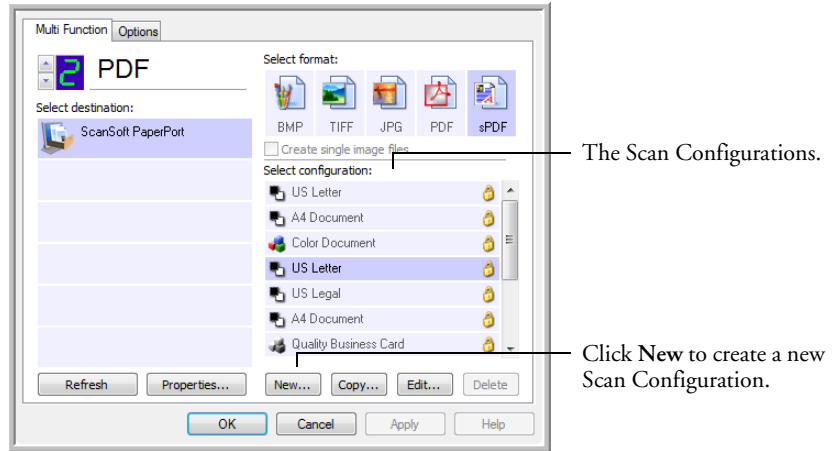 Multi Function
Options
2
PDF
Select destination:
ScanSoft PaperPort
Select format:
BMP
TIFF
JPG
PDF
sPDF
Create single image files
Select configuration:
US Letter
A4 Document
Color Document
US Letter
US Legal
A4 Document
Quality Business Card
Refresh
Properties...
New...
Copy...
Edit...
Delete
OK
Cancel
Apply
Help
The Scan Configurations.
Click New to create a new
Scan Configuration.